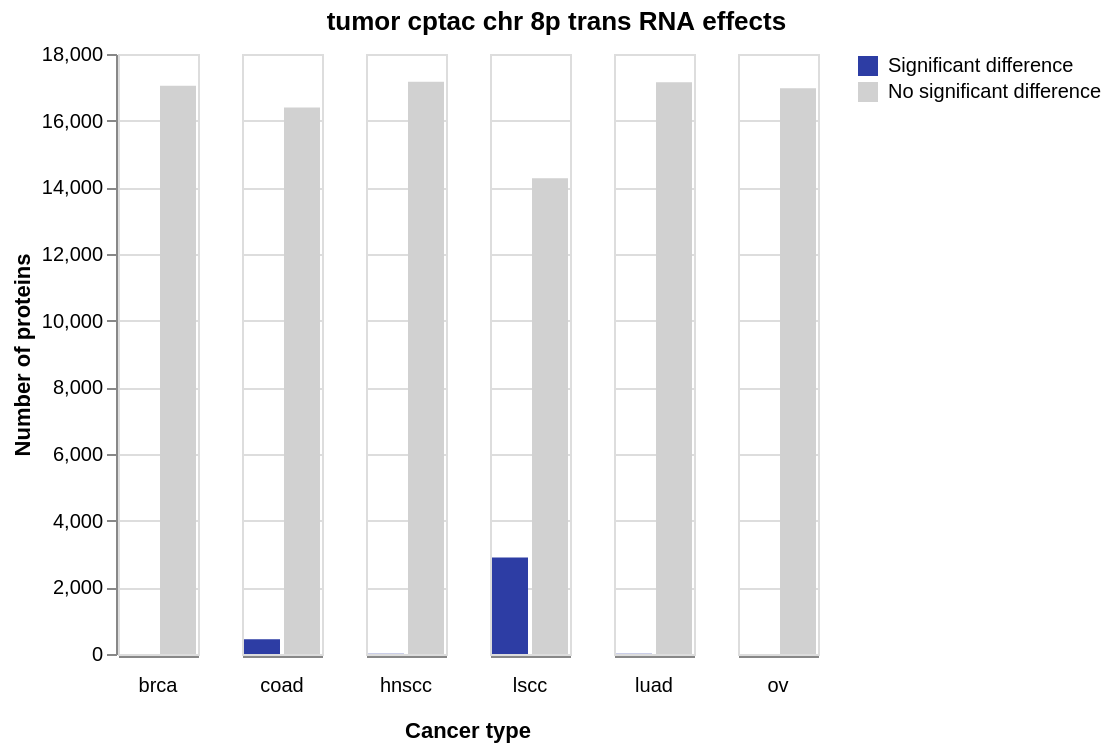 tumor cptac chr 8p trans RNA effects
18,000
16,000
14,000
12,000
10,000
8,000
6,000
4,000
2,000
0
Number of proteins
brca coad hnscc lscc luad ov
Cancer type
Significant difference
No significant difference